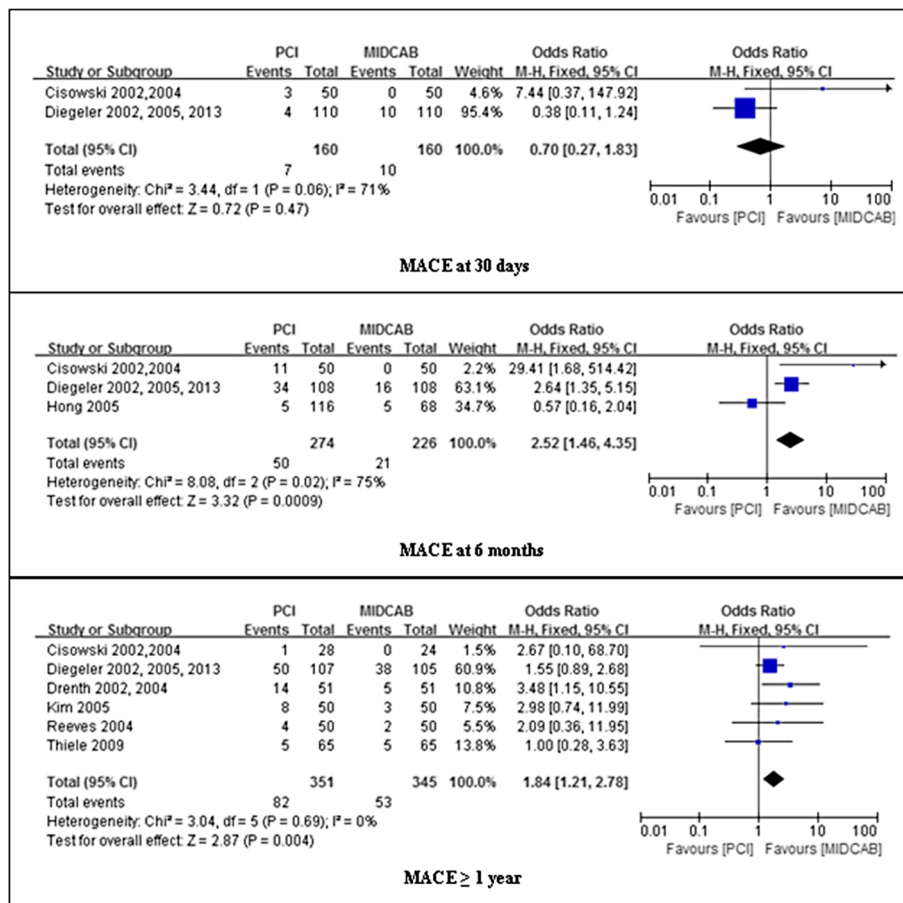 PCI MIDCAB Odds Ratio Odds Ratio
Study or Subgroup Events Total Events Total Weight M-H, Fixed, 95% CI M-H, Fixed, 95% CI
Cisowski 2002,2004 3 50 0 50 4.6% 7.44 [0.37, 147.92]
Diegeler 2002, 2005, 2013 4 110 10 110 95.4% 0.38 [0.11, 1.24]
Total (95% CI) 160 160 100.0% 0.70 [0.27, 1.83]
Total events 7 10
Heterogeneity: Chi² = 3.44, df = 1 (P = 0.06); I² = 71%
Test for overall effect: Z = 0.72 (P = 0.47)
0.01 0.1 1 10 100
Favours [PCI] Favours [MIDCAB]
MACE at 30 days
PCI MIDCAB Odds Ratio Odds Ratio
Study or Subgroup Events Total Events Total Weight M-H, Fixed, 95% CI M-H, Fixed, 95% CI
Cisowski 2002,2004 11 50 0 50 2.2% 29.41 [1.68, 514.42]
Diegeler 2002, 2005, 2013 34 108 16 108 63.1% 2.64 [1.35, 5.15]
Hong 2005 5 116 5 68 34.7% 0.57 [0.16, 2.04]
Total (95% CI) 274 226 100.0% 2.52 [1.46, 4.35]
Total events 50 21
Heterogeneity: Chi² = 8.08, df = 2 (P = 0.02); I² = 75%
Test for overall effect: Z = 3.32 (P = 0.0009)
0.01 0.1 1 10 100
Favours [PCI] Favours [MIDCAB]
MACE at 6 months
PCI MIDCAB Odds Ratio Odds Ratio
Study or Subgroup Events Total Events Total Weight M-H, Fixed, 95% CI M-H, Fixed, 95% CI
Cisowski 2002,2004 1 28 0 24 1.5% 2.67 [0.10, 68.70]
Diegeler 2002, 2005, 2013 50 107 38 105 60.9% 1.55 [0.89, 2.68]
Drenth 2002, 2004 14 51 5 51 10.8% 3.48 [1.15, 10.55]
Kim 2005 8 50 3 50 7.5% 2.98 [0.74, 11.99]
Reeves 2004 4 50 2 50 5.5% 2.09 [0.36, 11.95]
Thiele 2009 5 65 5 65 13.8% 1.00 [0.28, 3.63]
Total (95% CI) 351 345 100.0% 1.84 [1.21, 2.78]
Total events 82 53
Heterogeneity: Chi² = 3.04, df = 5 (P = 0.69); I² = 0%
Test for overall effect: Z = 2.87 (P = 0.004)
0.01 0.1 1 10 100
Favours [PCI] Favours [MIDCAB]
MACE ≥ 1 year